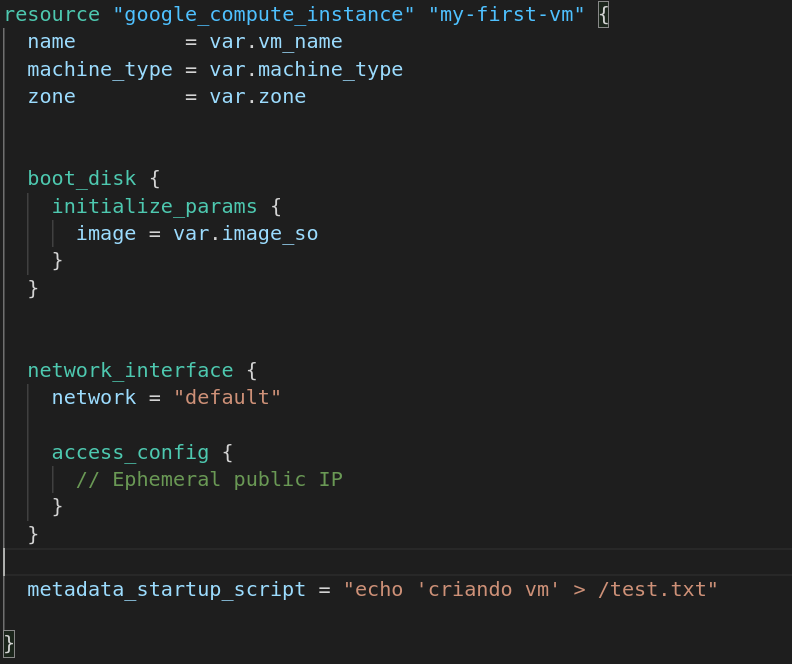 resource "google_compute_instance" "my-first-vm" {
  name         = var.vm_name
  machine_type = var.machine_type
  zone         = var.zone
  boot_disk {
    initialize_params {
      image = var.image_so
    }
  }
  network_interface {
    network = "default"
    access_config {
      // Ephemeral public IP
    }
  }
  metadata_startup_script = "echo 'criando vm' > /test.txt"
}